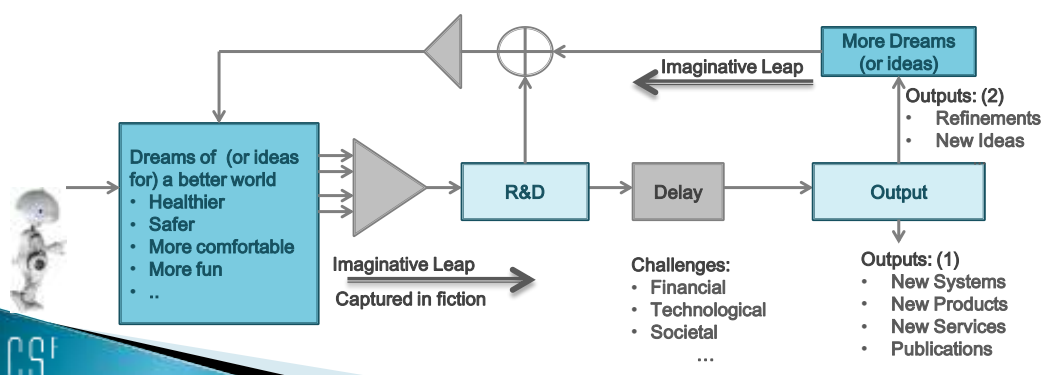 More Dreams
(or ideas)
Imaginative Leap
Outputs: (2)
• Refinements
• New Ideas
Dreams of (or ideas
for) a better world
• Healthier
• Safer
• More comfortable
• More fun
• ..
R&D
Delay
Output
Imaginative Leap
Captured in fiction
Challenges:
• Financial
• Technological
• Societal
...
Outputs: (1)
• New Systems
• New Products
• New Services
• Publications
CSF